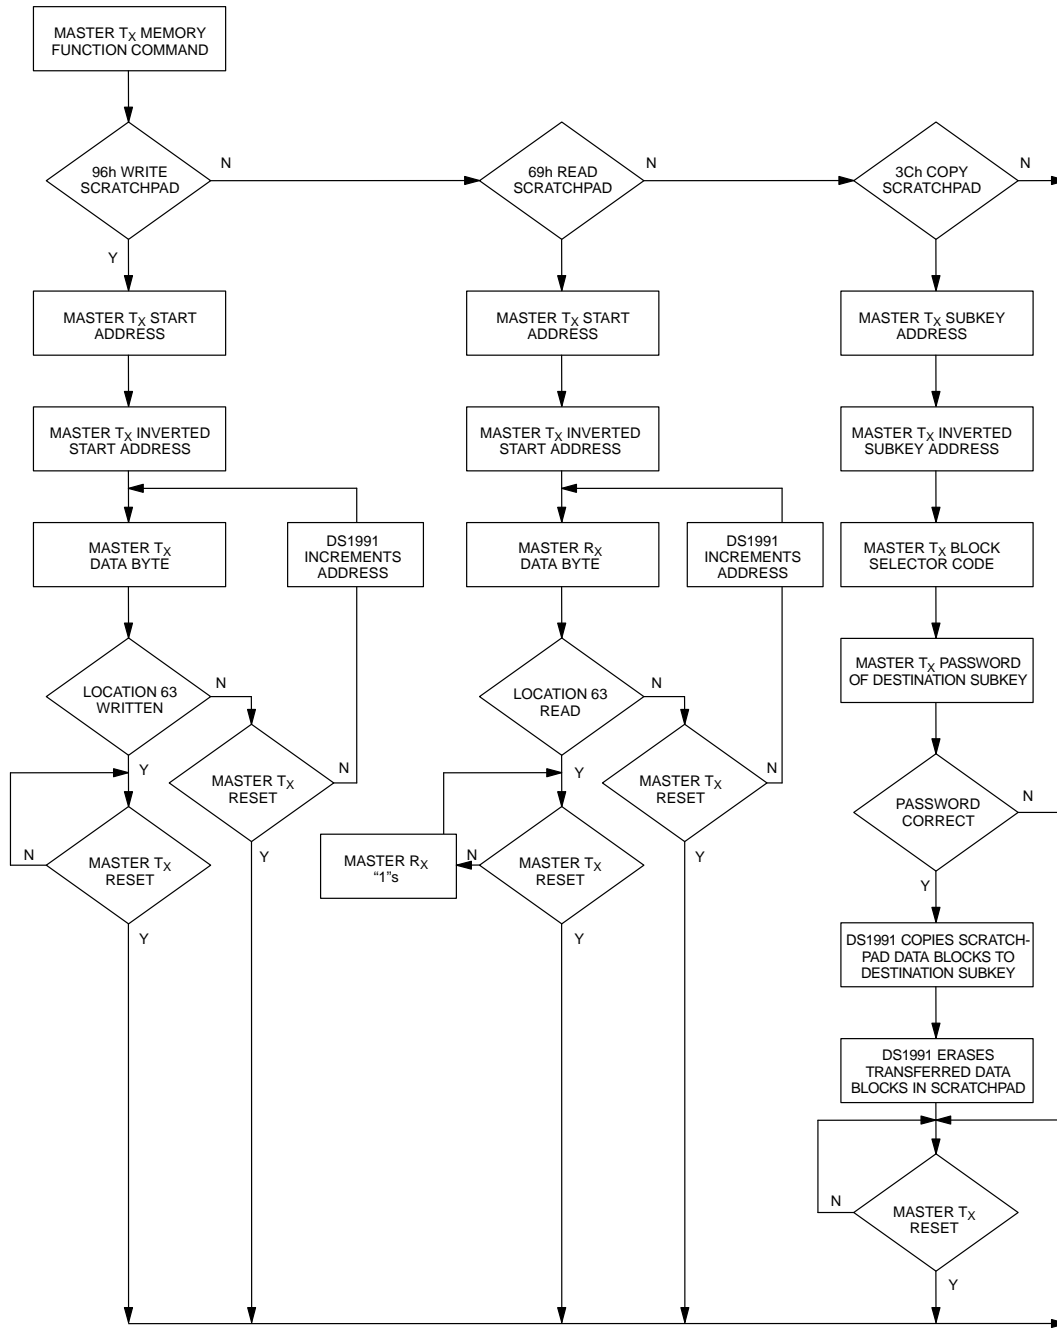 MASTER TX MEMORY
FUNCTION COMMAND
96h WRITE
SCRATCHPAD
N
Y
MASTER TX START
ADDRESS
MASTER TX INVERTED
START ADDRESS
MASTER TX
DATA BYTE
DS1991
INCREMENTS
ADDRESS
LOCATION 63
WRITTEN
N
Y
MASTER TX
RESET
N
Y
MASTER TX
RESET
N
Y
69h READ
SCRATCHPAD
N
Y
MASTER TX START
ADDRESS
MASTER TX INVERTED
START ADDRESS
MASTER RX
DATA BYTE
DS1991
INCREMENTS
ADDRESS
LOCATION 63
READ
N
Y
MASTER TX
RESET
N
Y
MASTER RX
“1”s
N
MASTER TX
RESET
Y
3Ch COPY
SCRATCHPAD
N
Y
MASTER TX SUBKEY
ADDRESS
MASTER TX INVERTED
SUBKEY ADDRESS
MASTER TX BLOCK
SELECTOR CODE
MASTER TX PASSWORD
OF DESTINATION SUBKEY
PASSWORD
CORRECT
N
Y
DS1991 COPIES SCRATCH-
PAD DATA BLOCKS TO
DESTINATION SUBKEY
DS1991 ERASES
TRANSFERRED DATA
BLOCKS IN SCRATCHPAD
N
MASTER TX
RESET
Y